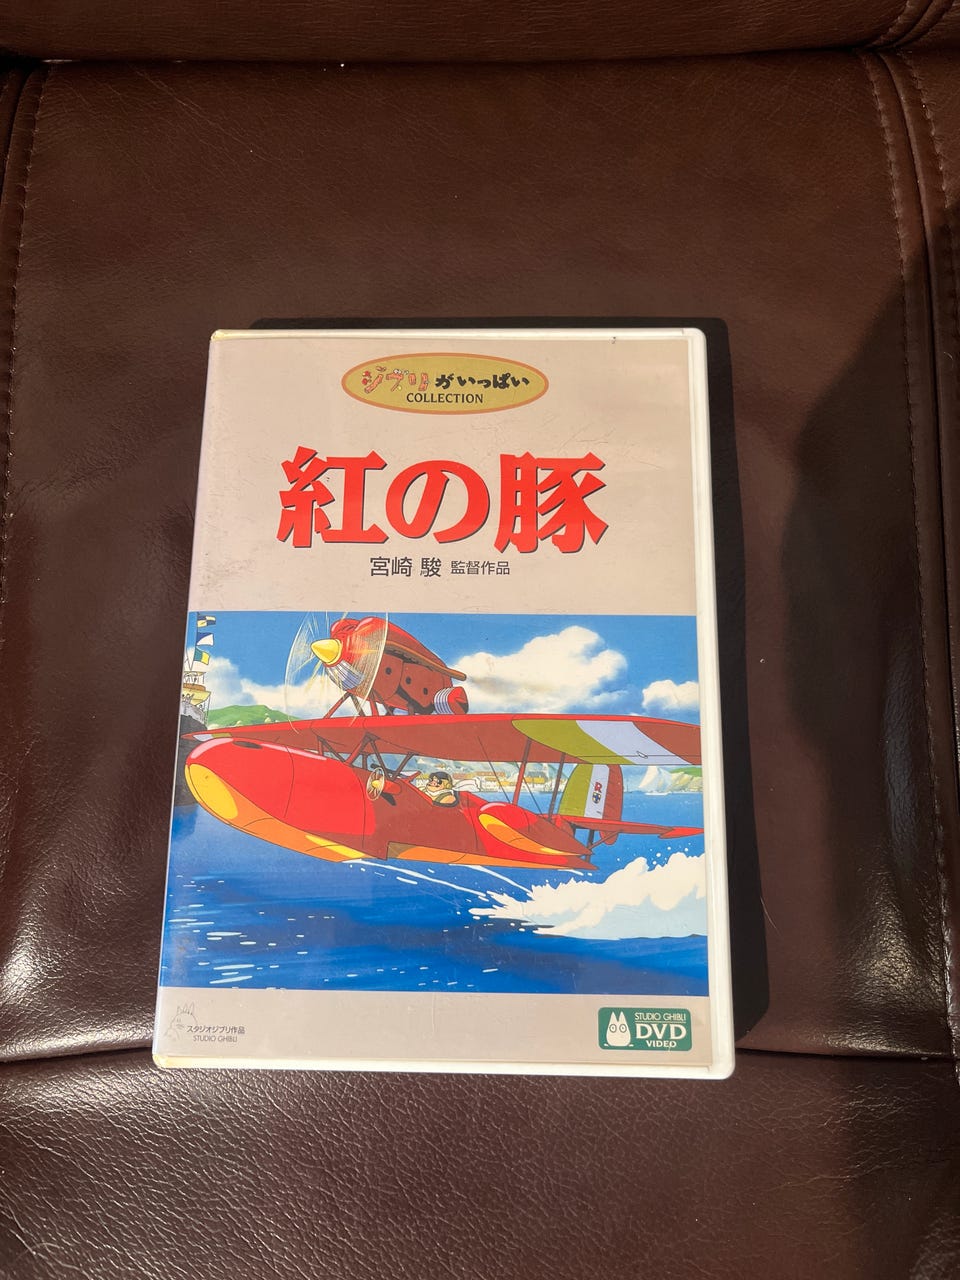 ジブリがいっぱい
COLLECTION
紅の豚
宮崎 駿 監督作品
R
スタジオジブリ作品
STUDIO GHIBLI
STUDIO GHIBLI
DVD
VIDEO